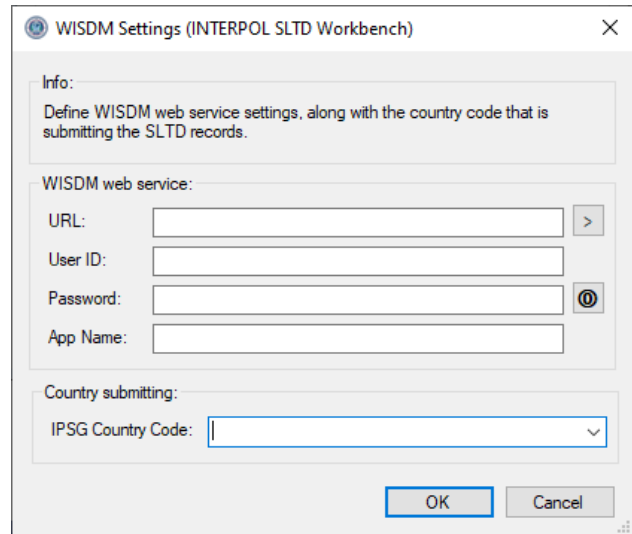 WISDM Settings (INTERPOL SLTD Workbench)
Info:
Define WISDM web service settings, along with the country code that is
submitting the SLTD records.
WISDM web service:
URL:
>
User ID:
Password:
App Name:
Country submitting:
IPSG Country Code:
OK Cancel